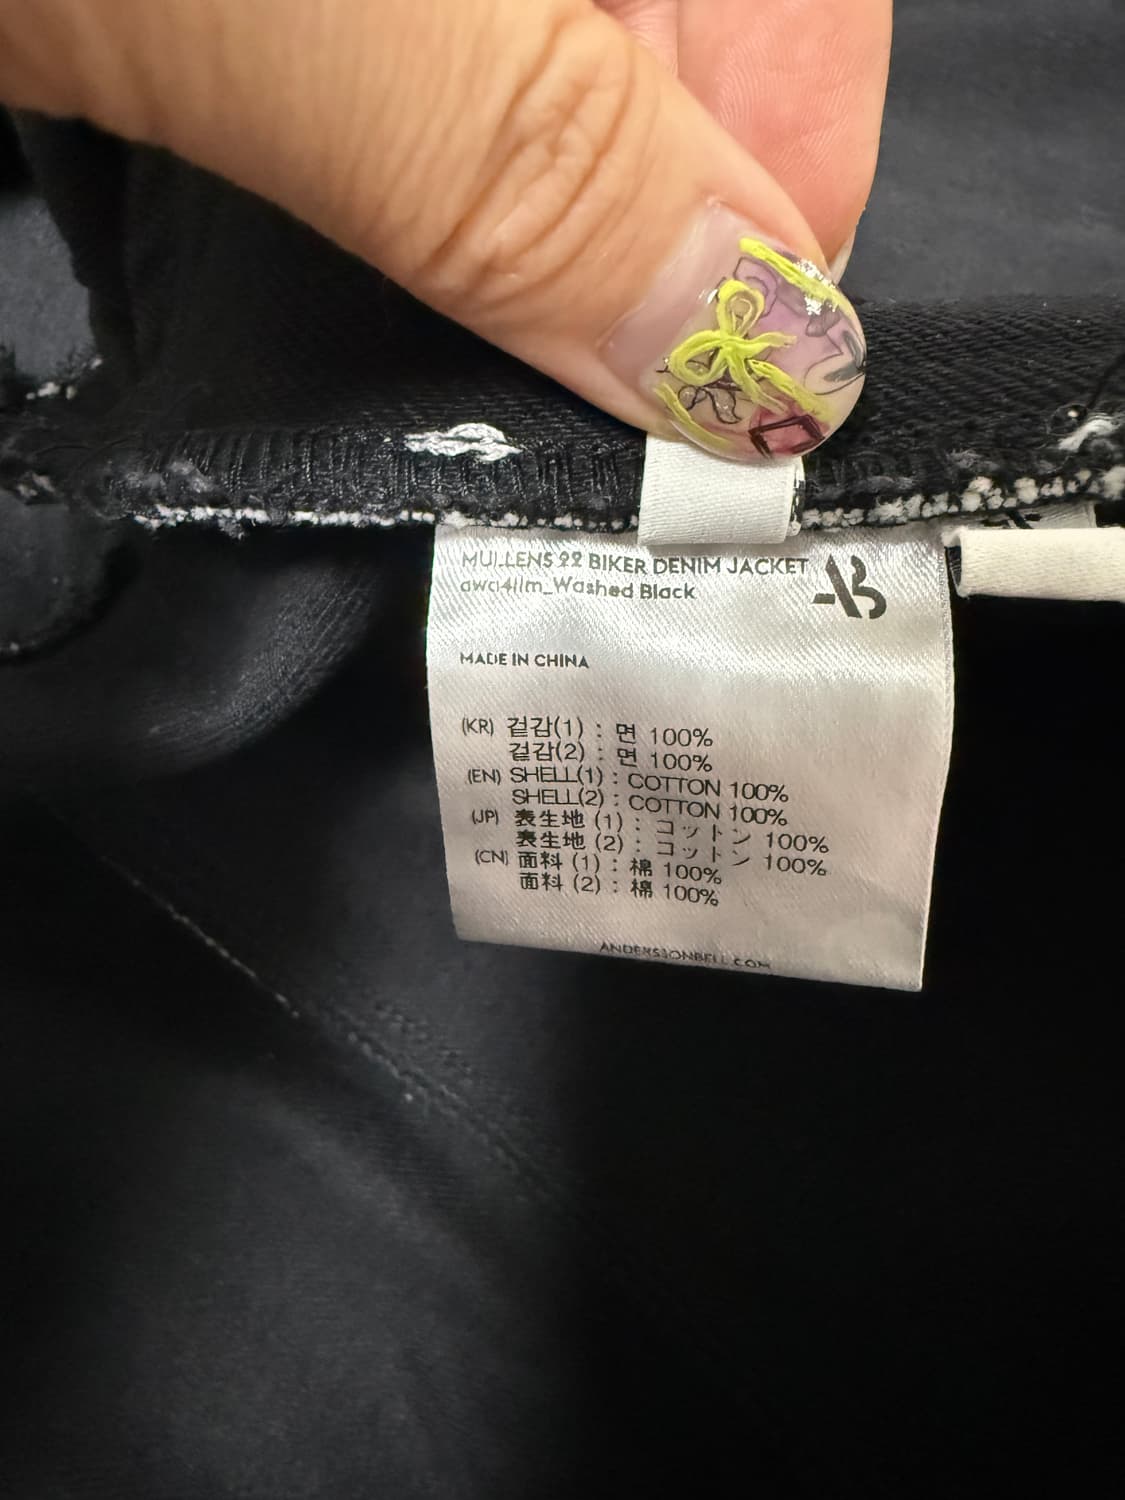 MULLENS 22 BIKER DENIM JACKET
awa411m_Washed Black
AB
MADE IN CHINA
(KR) 겉감(1) : 면 100%
겉감(2) : 면 100%
(EN) SHELL(1) : COTTON 100%
SHELL(2) : COTTON 100%
(JP) 表生地 (1) : コットン 100%
表生地 (2) : コットン 100%
(CN) 面料 (1) : 棉 100%
面料 (2) : 棉 100%
ANDERSSONBELL.COM